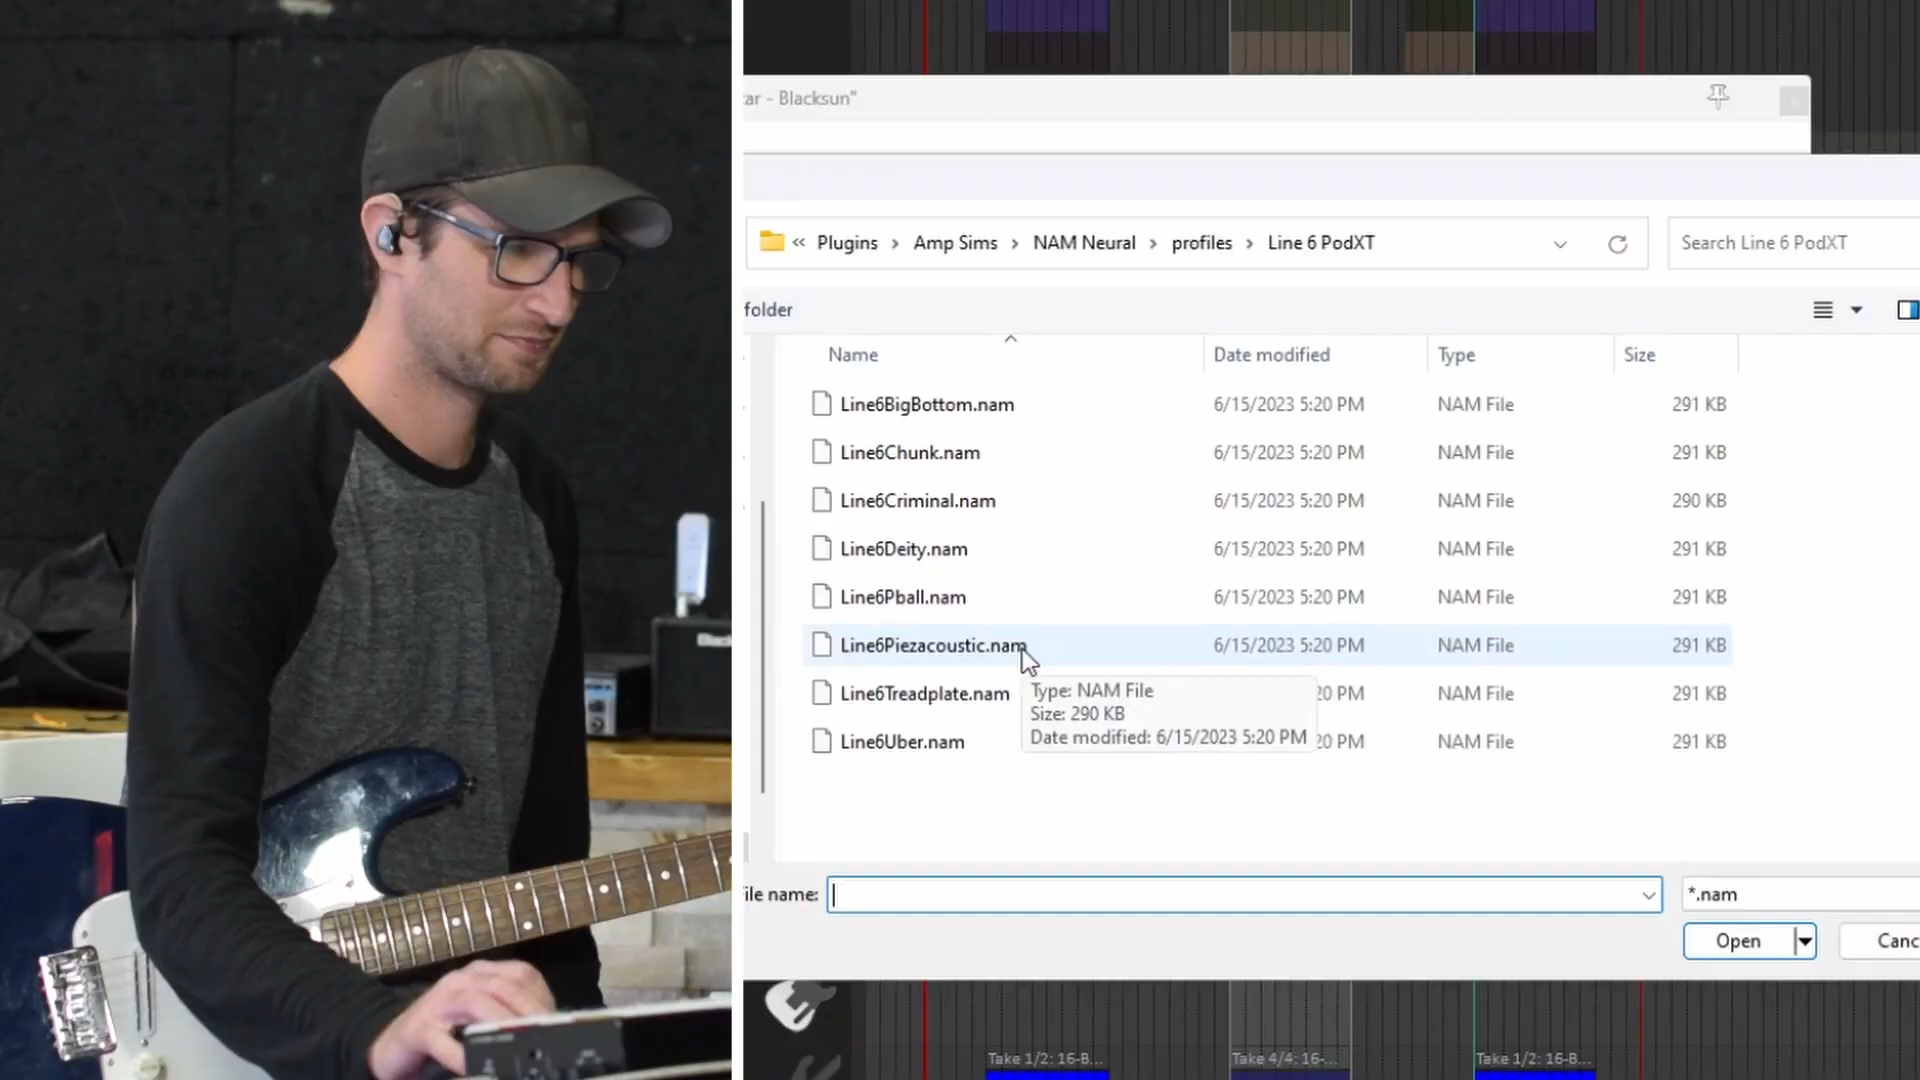 ar - Blacksun"
« Plugins > Amp Sims > NAM Neural > profiles > Line 6 PodXT
Search Line 6 PodXT
folder
Name Date modified Type Size
Line6BigBottom.nam 6/15/2023 5:20 PM NAM File 291 KB
Line6Chunk.nam 6/15/2023 5:20 PM NAM File 291 KB
Line6Criminal.nam 6/15/2023 5:20 PM NAM File 290 KB
Line6Deity.nam 6/15/2023 5:20 PM NAM File 291 KB
Line6Pball.nam 6/15/2023 5:20 PM NAM File 291 KB
Line6Piezacoustic.nam 6/15/2023 5:20 PM NAM File 291 KB
Line6Treadplate.nam 20 PM NAM File 291 KB
Line6Uber.nam 20 PM NAM File 291 KB
Type: NAM File
Size: 290 KB
Date modified: 6/15/2023 5:20 PM
ile name:
*.nam
Open
Canc
Take 1/2: 16-B...
Take 4/4: 16-...
Take 1/2: 16-B...